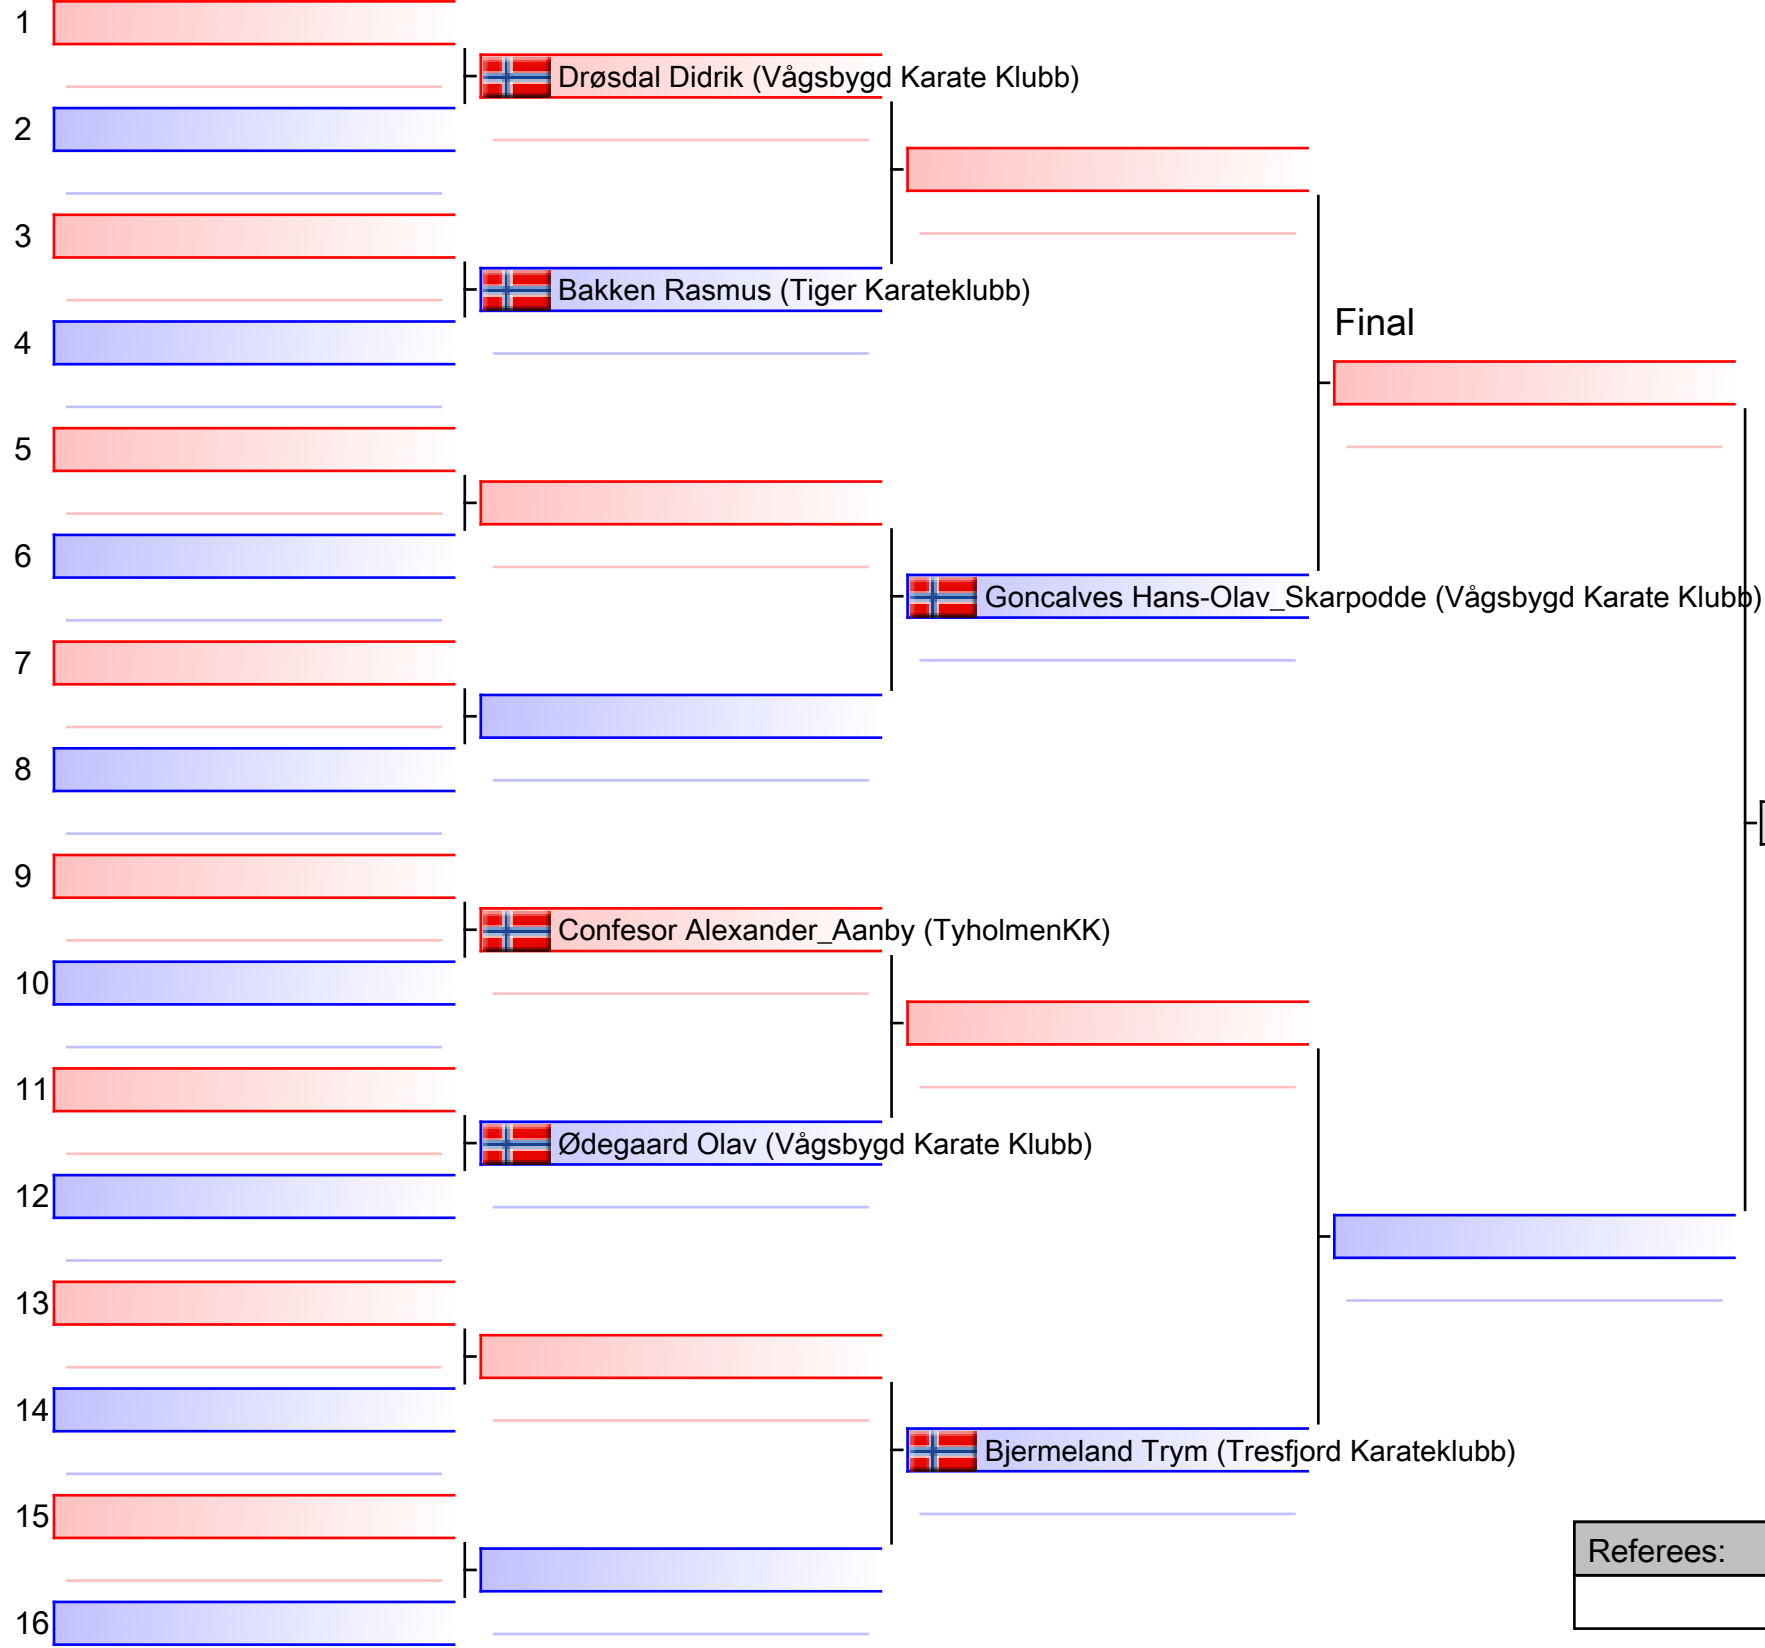 1
Drøsdal Didrik (Vågsbygd Karate Klubb)
2
3
Bakken Rasmus (Tiger Karateklubb)
4
Final
5
6
Goncalves Hans-Olav_Skarpodde (Vågsbygd Karate Klubb)
7
8
9
Confesor Alexander_Aanby (TyholmenKK)
10
11
Ødegaard Olav (Vågsbygd Karate Klubb)
12
13
14
Bjermeland Trym (Tresfjord Karateklubb)
15
Referees:
16